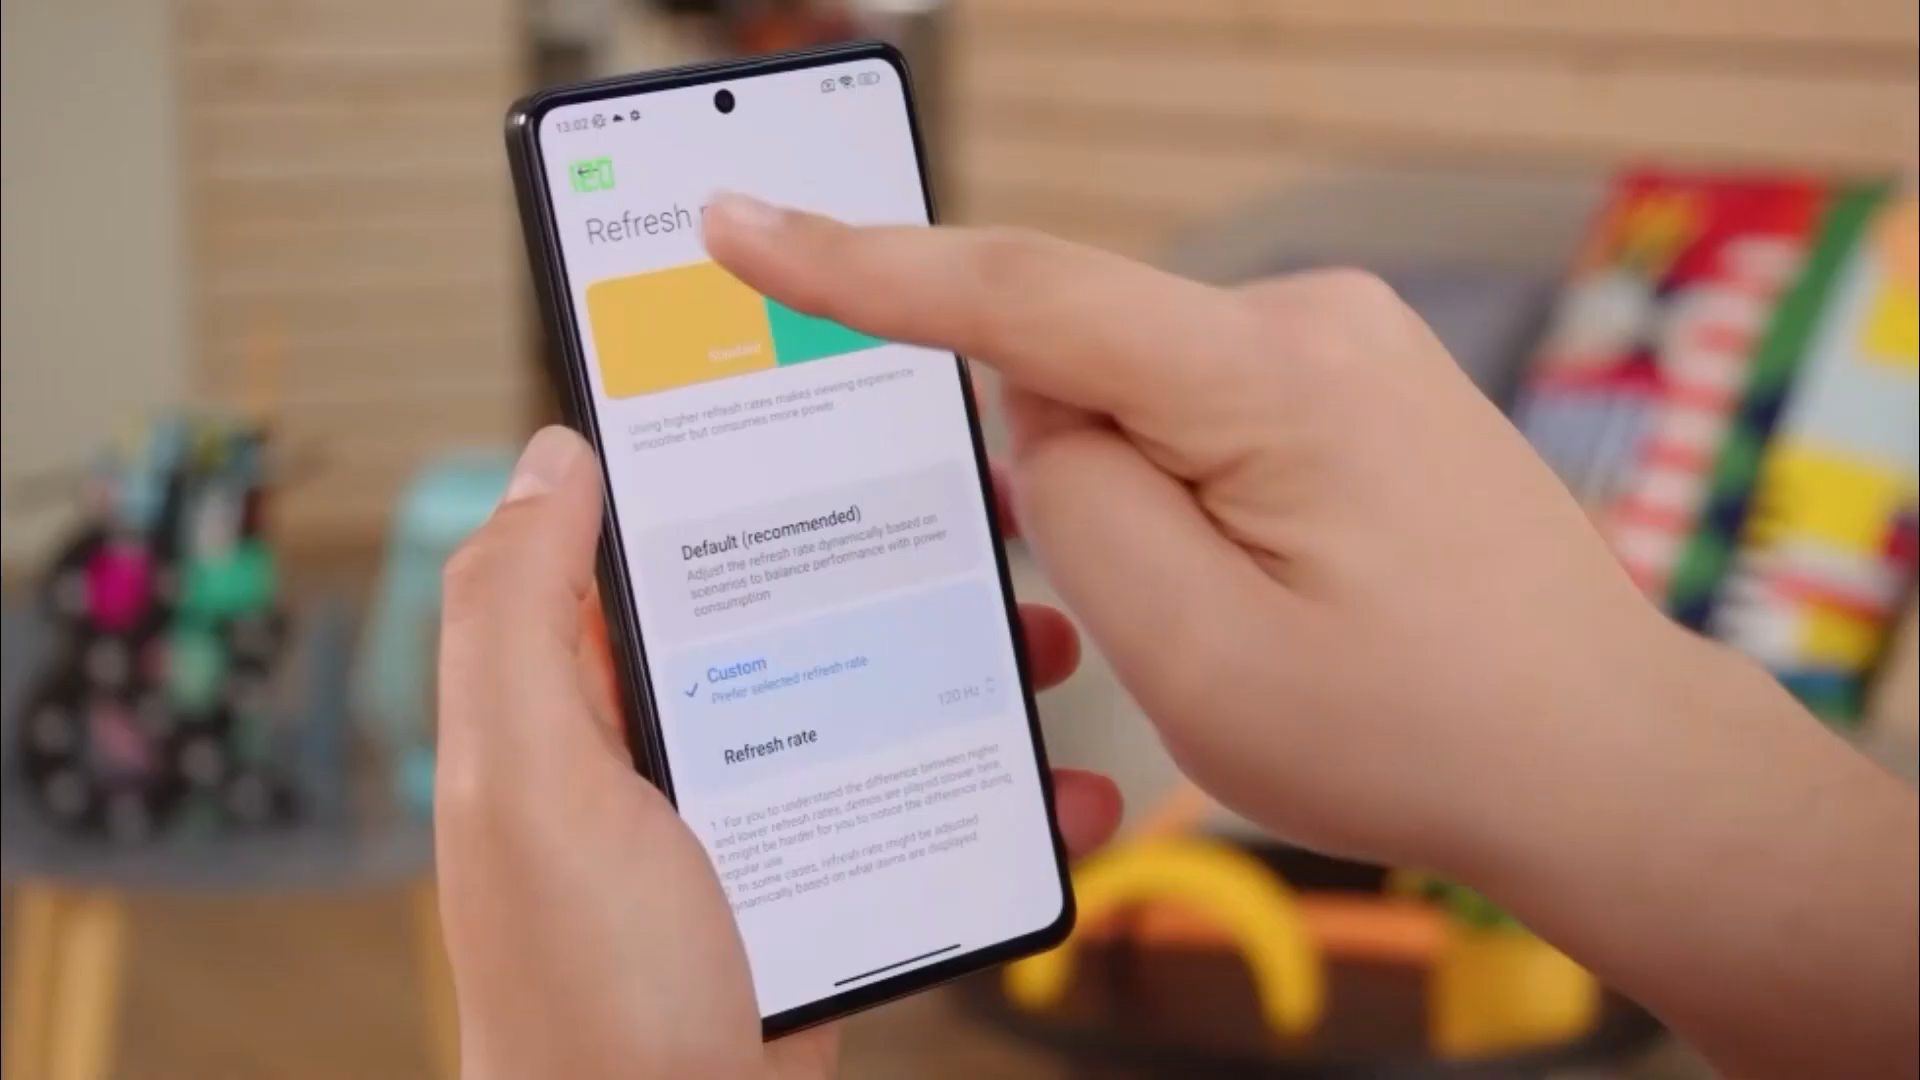 13:02
120
Refresh
Standard
Using higher refresh rates makes viewing experience
smoother but consumes more power.
Default (recommended)
Adjust the refresh rate dynamically based on
scenarios to balance performance with power
consumption
Custom
Prefer selected refresh rate
Refresh rate
120 Hz
1. For you to understand the difference between higher
and lower refresh rates, demos are played slower here.
It might be harder for you to notice the difference during
regular use.
2. In some cases, refresh rate might be adjusted
dynamically based on what items are displayed.